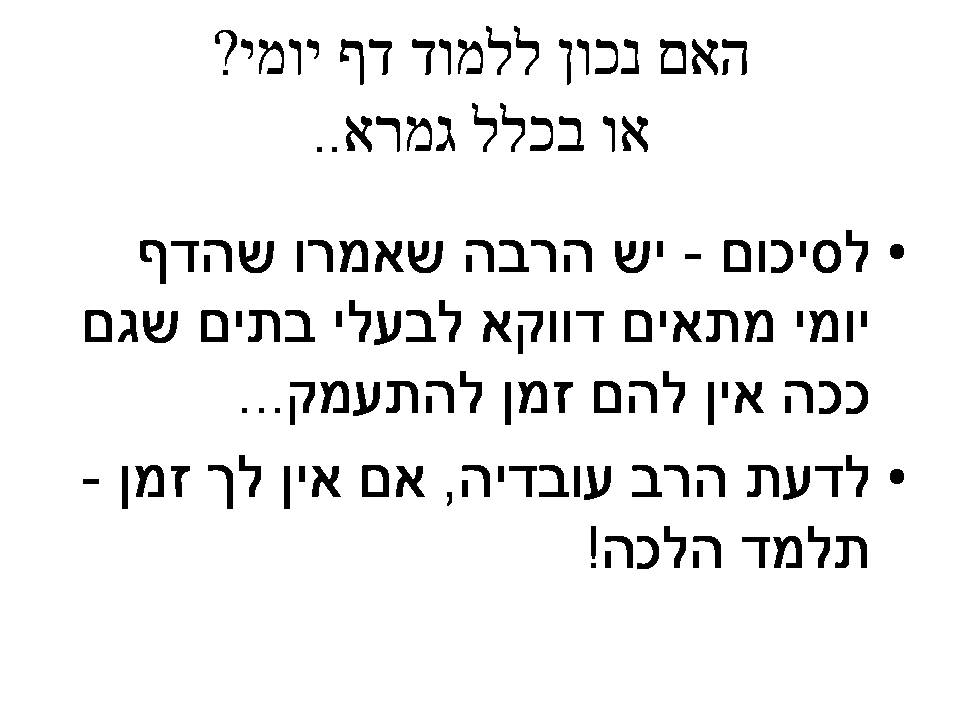 האם נכון ללמוד דף יומי?
או בכלל גמרא..
• לסיכום - יש הרבה שאמרו שהדף
יומי מתאים דווקא לבעלי בתים שגם
ככה אין להם זמן להתעמק...
• לדעת הרב עובדיה, אם אין לך זמן -
תלמד הלכה!